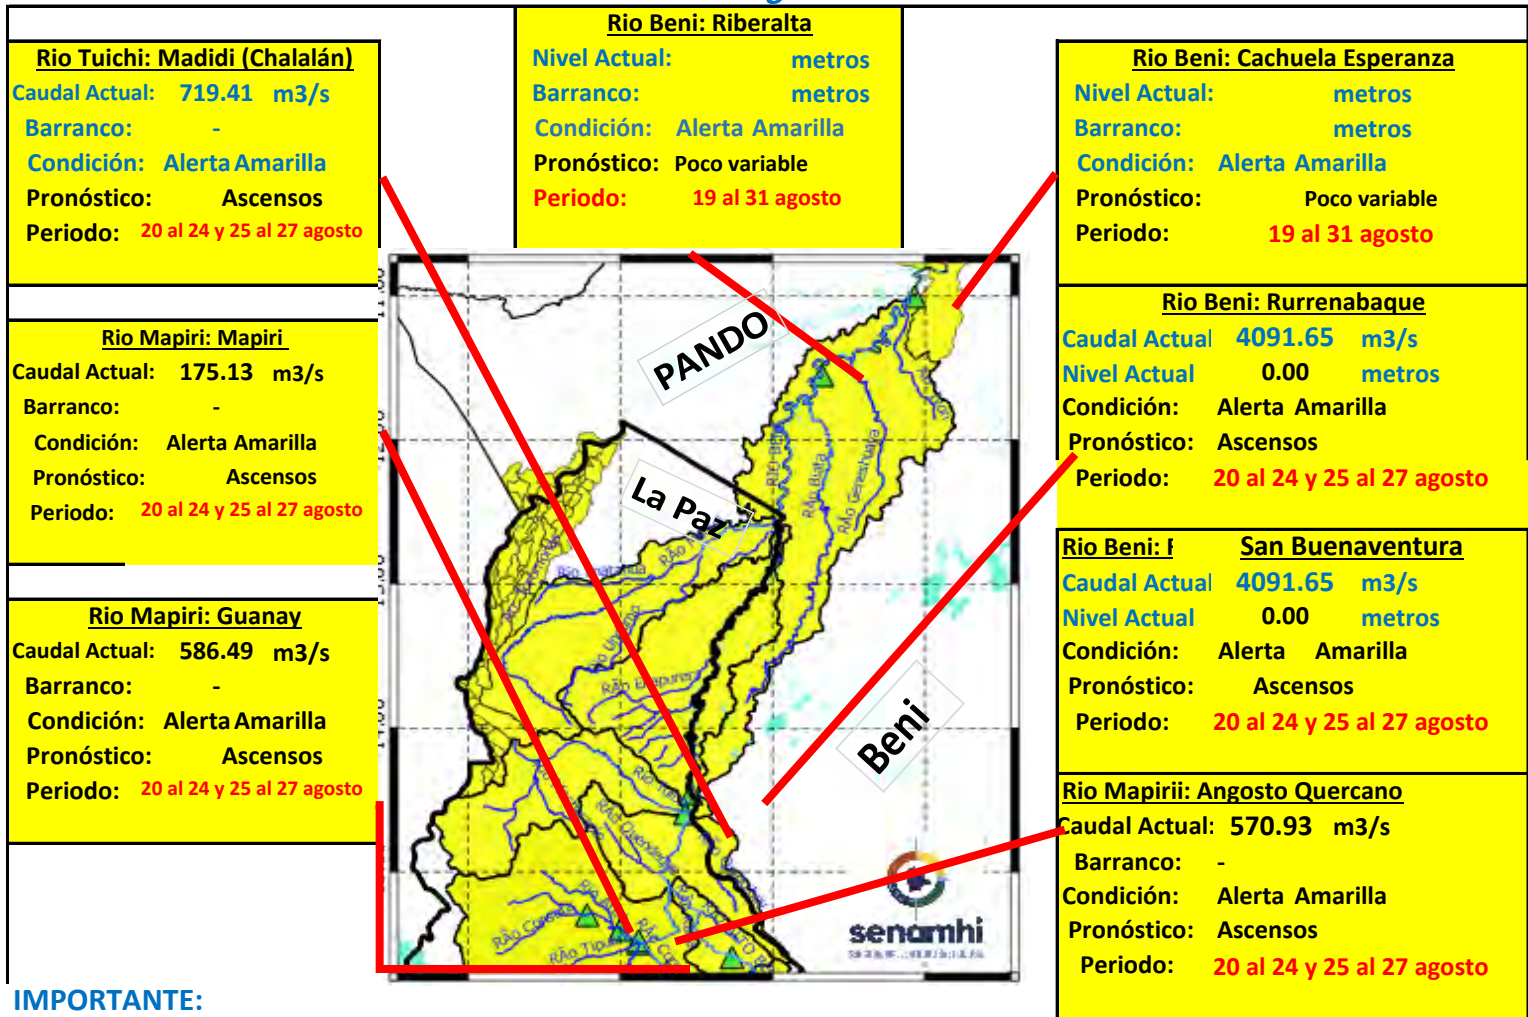 Rio Tuichi: Madidi (Chalalán)
Caudal Actual: 719.41 m3/s
Barranco: -
Condición: Alerta Amarilla
Pronóstico: Ascensos
Periodo: 20 al 24 y 25 al 27 agosto
Rio Mapiri: Mapiri
Caudal Actual: 175.13 m3/s
Barranco: -
Condición: Alerta Amarilla
Pronóstico: Ascensos
Periodo: 20 al 24 y 25 al 27 agosto
Rio Mapiri: Guanay
Caudal Actual: 586.49 m3/s
Barranco: -
Condición: Alerta Amarilla
Pronóstico: Ascensos
Periodo: 20 al 24 y 25 al 27 agosto
Rio Beni: Riberalta
Nivel Actual: metros
Barranco: metros
Condición: Alerta Amarilla
Pronóstico: Poco variable
Periodo: 19 al 31 agosto
PANDO
La Paz
Beni
RÃo Biata
RÃo Geneshuaya
senamhi
Rio Beni: Cachuela Esperanza
Nivel Actual: metros
Barranco: metros
Condición: Alerta Amarilla
Pronóstico: Poco variable
Periodo: 19 al 31 agosto
Rio Beni: Rurrenabaque
Caudal Actual 4091.65 m3/s
Nivel Actual 0.00 metros
Condición: Alerta Amarilla
Pronóstico: Ascensos
Periodo: 20 al 24 y 25 al 27 agosto
Rio Beni: San Buenaventura
Caudal Actual 4091.65 m3/s
Nivel Actual 0.00 metros
Condición: Alerta Amarilla
Pronóstico: Ascensos
Periodo: 20 al 24 y 25 al 27 agosto
Rio Mapirii: Angosto Quercano
Caudal Actual: 570.93 m3/s
Barranco: -
Condición: Alerta Amarilla
Pronóstico: Ascensos
Periodo: 20 al 24 y 25 al 27 agosto
IMPORTANTE: